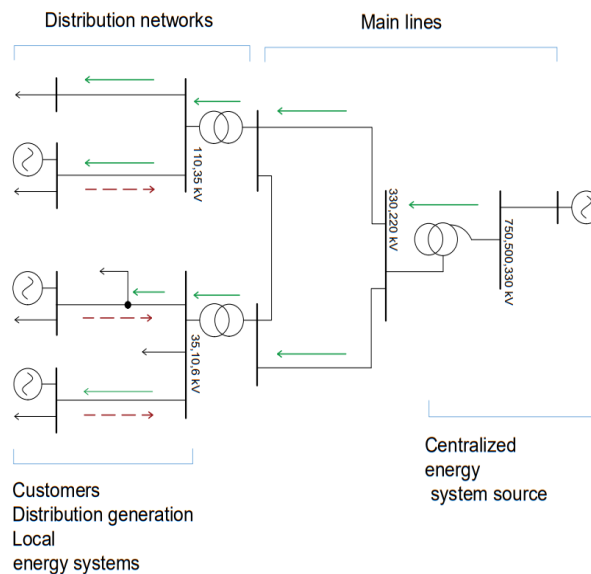 Distribution networks
Main lines
110,35 kV
330,220 kV
750,500,330 kV
35,10,6 kV
Centralized
energy
system source
Customers
Distribution generation
Local
energy systems